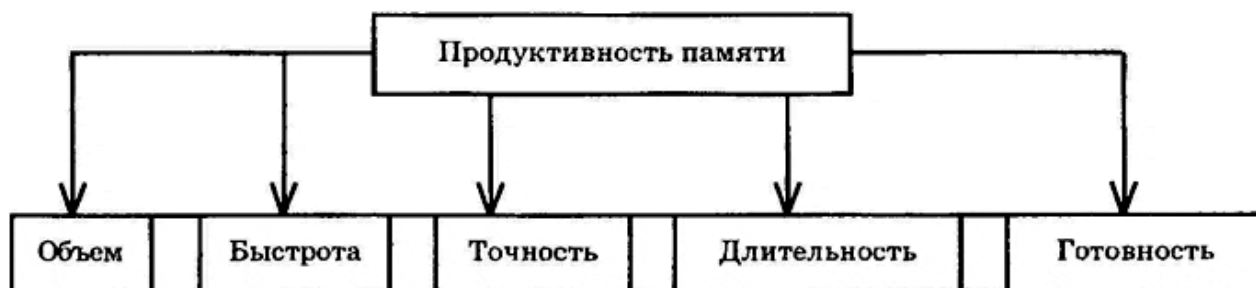 Продуктивность памяти
Объем
Быстрота
Точность
Длительность
Готовность